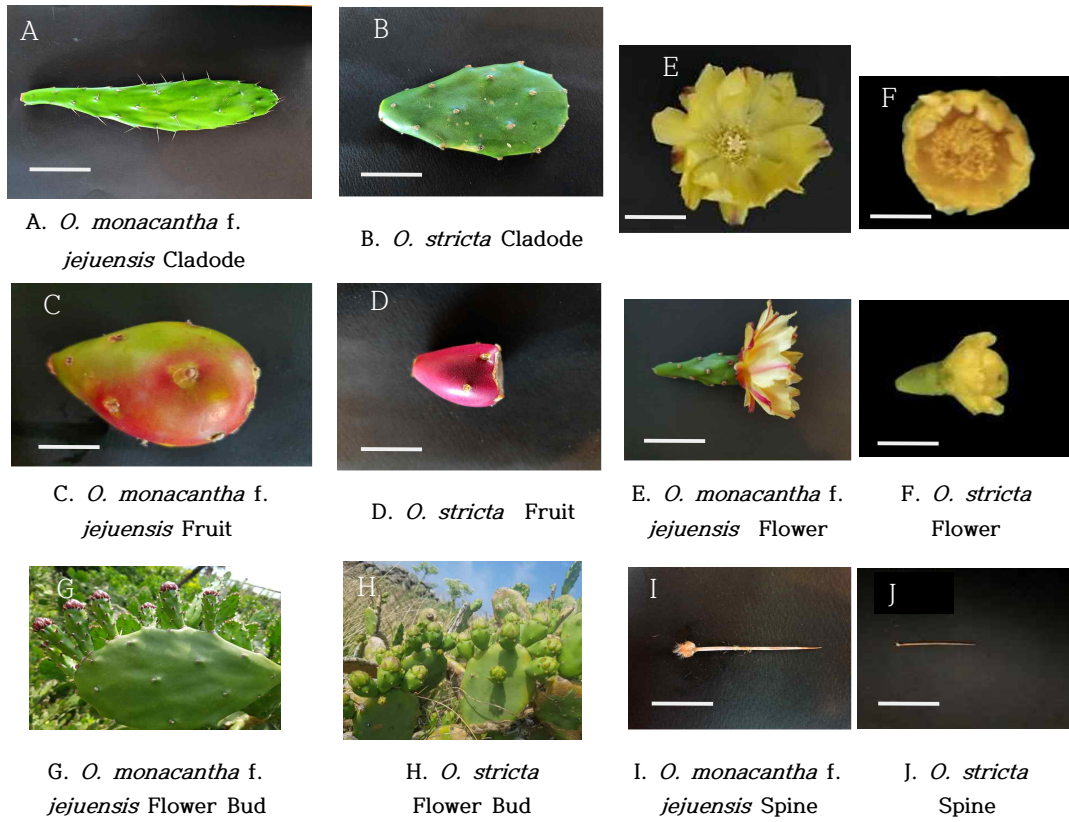 A
B
E
F
A. O. monacantha f.
jejuensis Cladode
B. O. stricta Cladode
C
D
C. O. monacantha f.
jejuensis Fruit
D. O. stricta Fruit
E. O. monacantha f.
jejuensis Flower
F. O. stricta
Flower
G
H
I
J
G. O. monacantha f.
jejuensis Flower Bud
H. O. stricta
Flower Bud
I. O. monacantha f.
jejuensis Spine
J. O. stricta
Spine